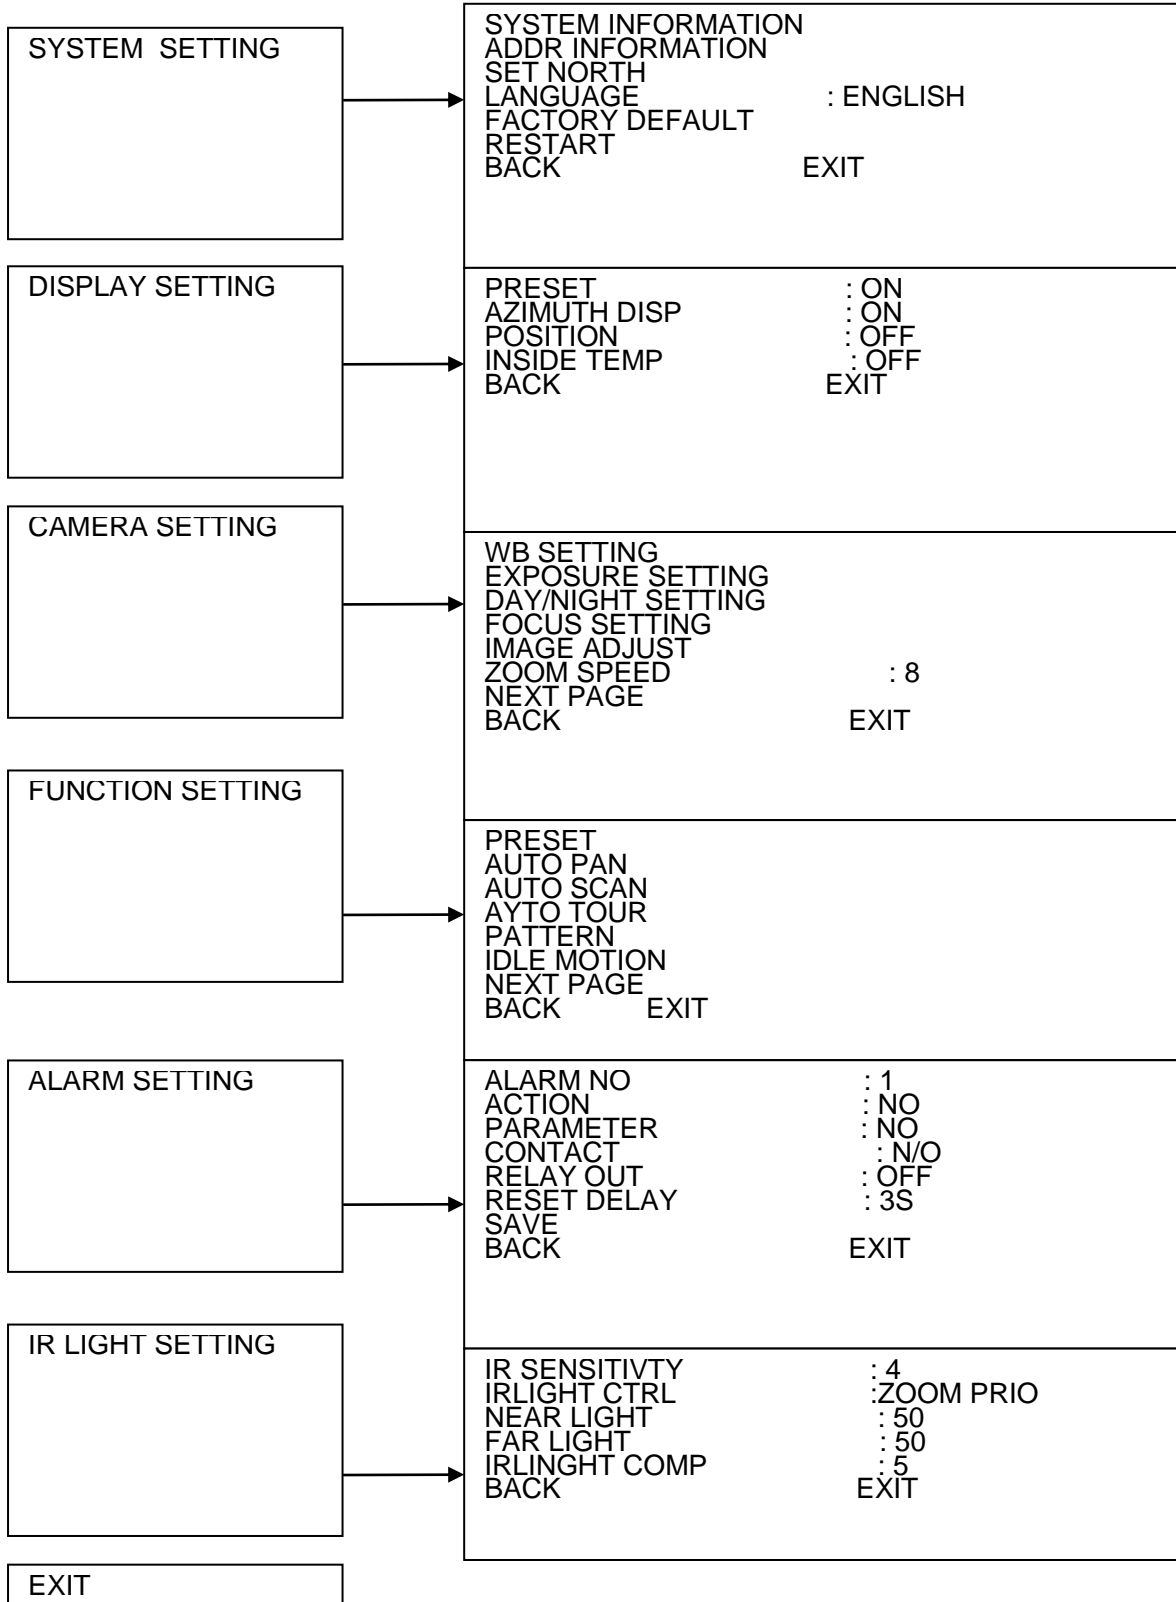 SYSTEM SETTING
SYSTEM INFORMATION
ADDR INFORMATION
SET NORTH
LANGUAGE : ENGLISH
FACTORY DEFAULT
RESTART
BACK EXIT
DISPLAY SETTING
PRESET : ON
AZIMUTH DISP : ON
POSITION : OFF
INSIDE TEMP : OFF
BACK EXIT
CAMERA SETTING
WB SETTING
EXPOSURE SETTING
DAY/NIGHT SETTING
FOCUS SETTING
IMAGE ADJUST
ZOOM SPEED : 8
NEXT PAGE
BACK EXIT
FUNCTION SETTING
PRESET
AUTO PAN
AUTO SCAN
AYTO TOUR
PATTERN
IDLE MOTION
NEXT PAGE
BACK EXIT
ALARM SETTING
ALARM NO : 1
ACTION : NO
PARAMETER : NO
CONTACT : N/O
RELAY OUT : OFF
RESET DELAY : 3S
SAVE
BACK EXIT
IR LIGHT SETTING
IR SENSITIVTY : 4
IRLIGHT CTRL :ZOOM PRIO
NEAR LIGHT : 50
FAR LIGHT : 50
IRLINGHT COMP : 5
BACK EXIT
EXIT